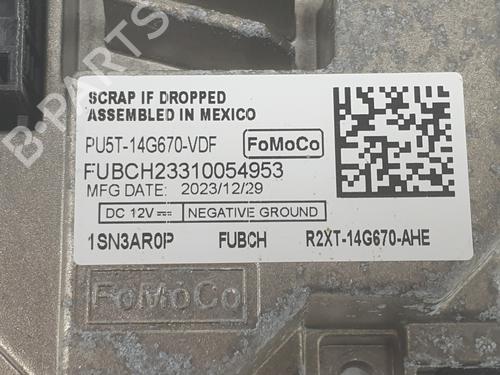 SCRAP IF DROPPED
ASSEMBLED IN MEXICO
PU5T-14G670-VDF FoMoCo
FUBCH23310054953
MFG DATE: 2023/12/29
DC 12V NEGATIVE GROUND
1SN3AR0P FUBCH R2XT-14G670-AHE
FoMoCo
B-PARTS